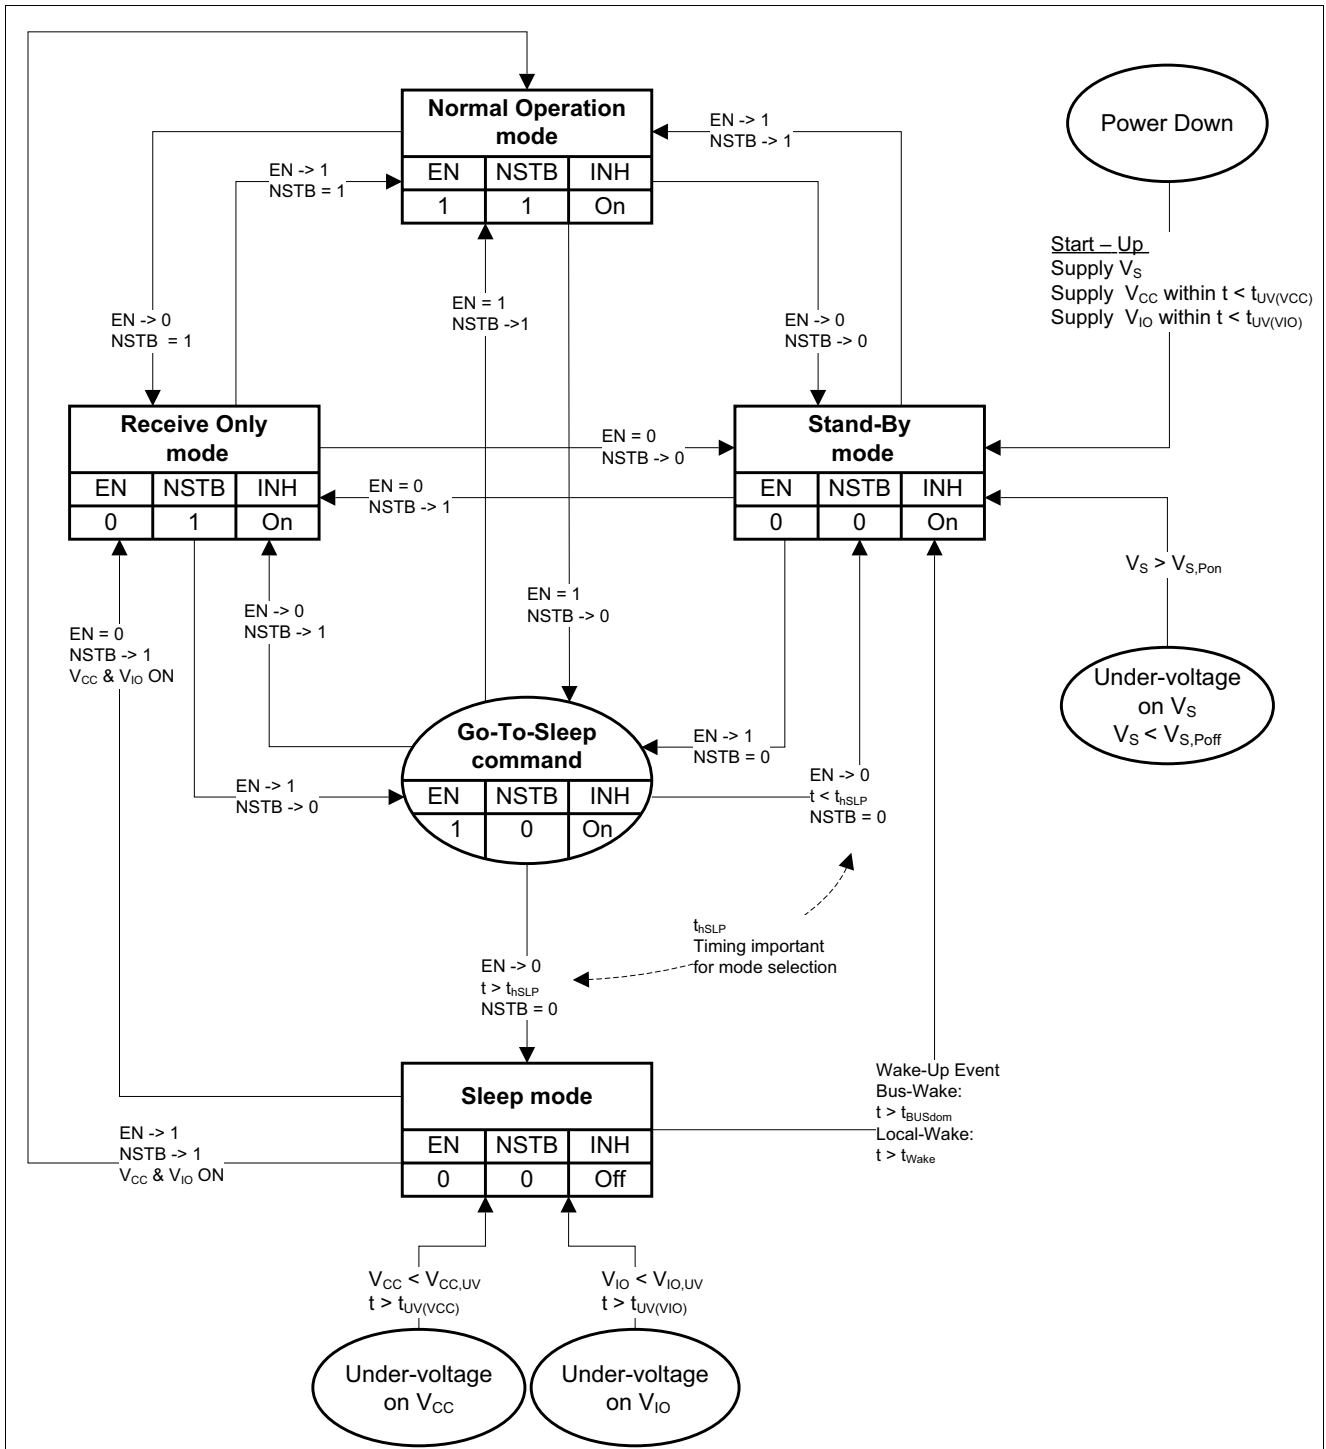 Normal Operation
mode
EN NSTB INH
1 1 On
EN -> 1
NSTB -> 1
Power Down
EN -> 1
NSTB = 1
Start – Up
Supply VS
Supply VCC within t < tUV(VCC)
Supply VIO within t < tUV(VIO)
EN -> 0
NSTB = 1
EN = 1
NSTB ->1
EN -> 0
NSTB -> 0
Receive Only
mode
EN NSTB INH
0 1 On
EN = 0
NSTB -> 0
EN = 0
NSTB -> 1
Stand-By
mode
EN NSTB INH
0 0 On
VS > VS,Pon
EN = 0
NSTB -> 1
VCC & VIO ON
EN -> 0
NSTB -> 1
EN = 1
NSTB -> 0
Under-voltage
on VS
VS < VS,Poff
Go-To-Sleep
command
EN NSTB INH
1 0 On
EN -> 1
NSTB = 0
EN -> 1
NSTB -> 0
EN -> 0
t < thSLP
NSTB = 0
thSLP
Timing important
for mode selection
EN -> 0
t > thSLP
NSTB = 0
Sleep mode
EN NSTB INH
0 0 Off
Wake-Up Event
Bus-Wake:
t > tBUSdom
Local-Wake:
t > tWake
EN -> 1
NSTB -> 1
VCC & VIO ON
VCC < VCC,UV
t > tUV(VCC)
VIO < VIO,UV
t > tUV(VIO)
Under-voltage
on VCC
Under-voltage
on VIO